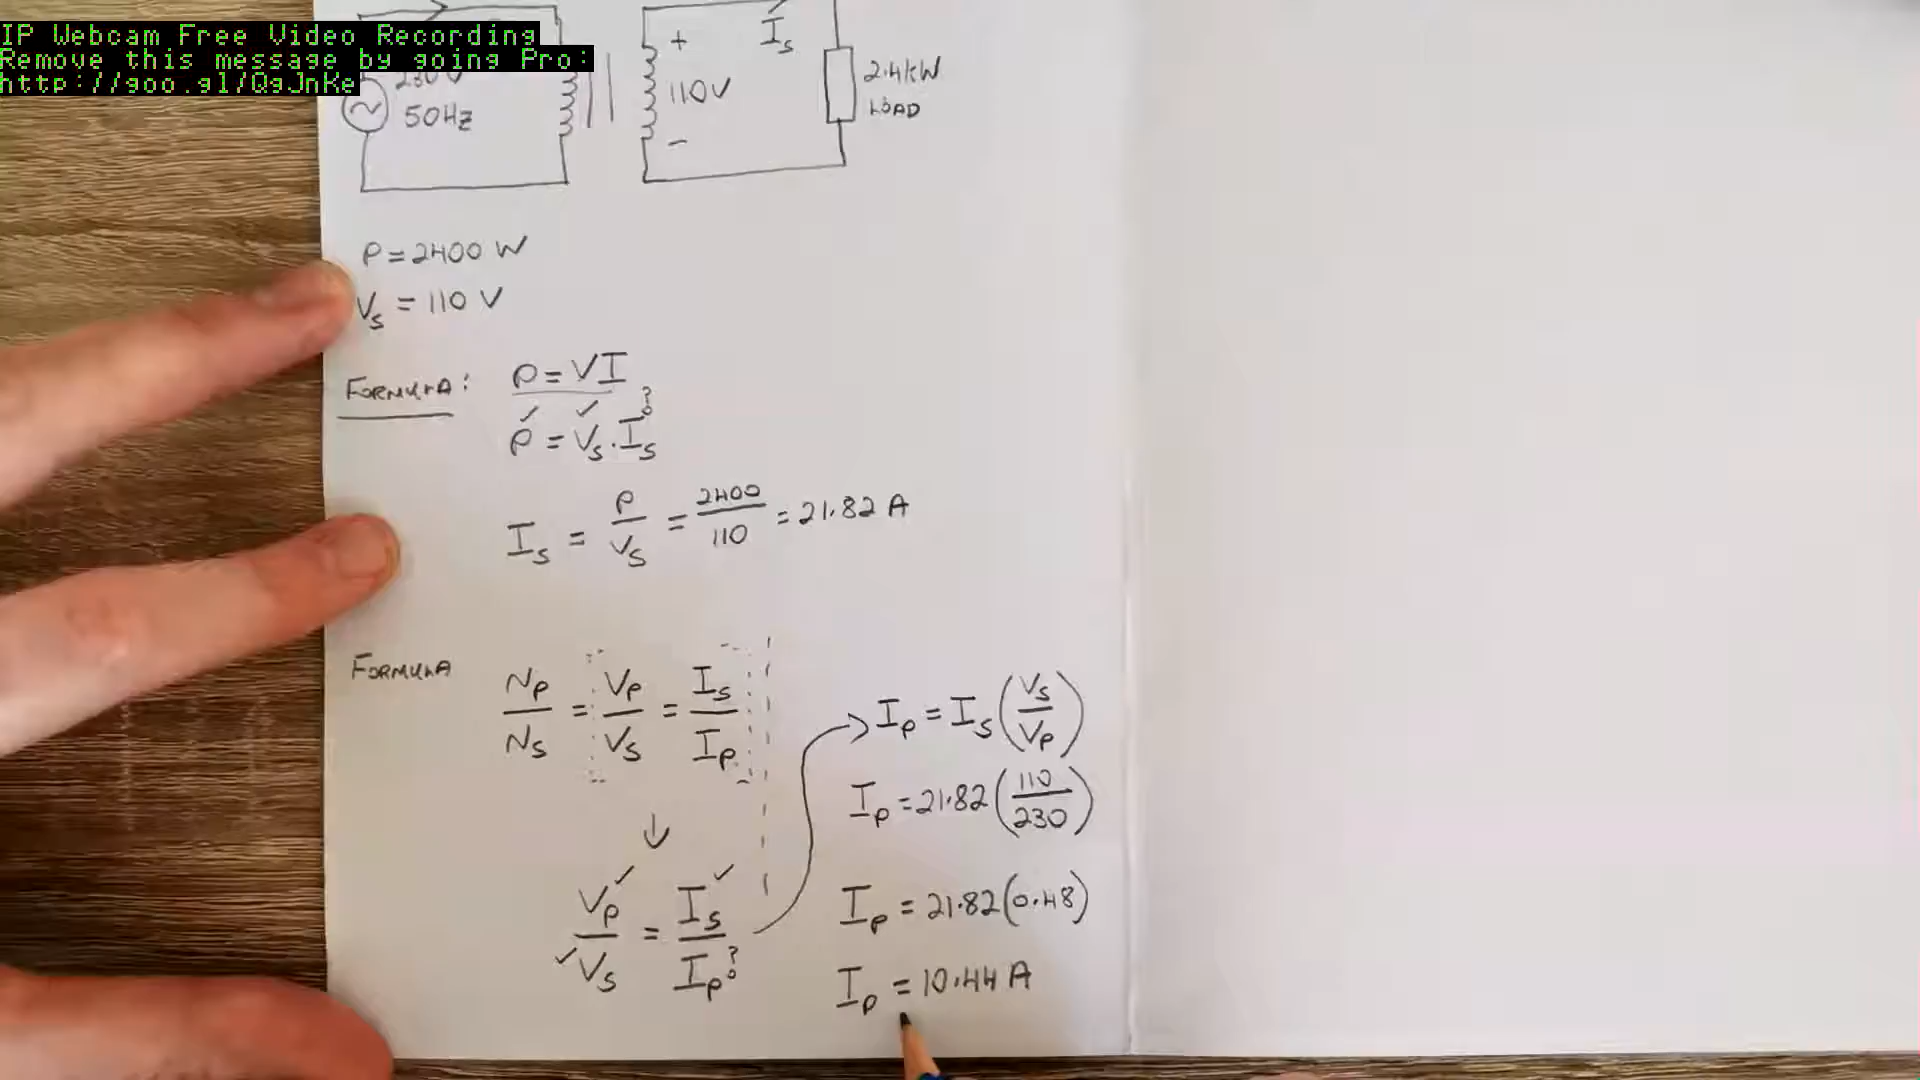 IP Webcam Free Video Recording
Remove this message by going Pro:
http://goo.gl/Q9JnKe
230V
50Hz
+
110V
-
Is
2.4kW
LOAD
P = 2400 W
Vs = 110 V
FORMULA: P = VI
P = Vs . Is ?
Is = P/Vs = 2400/110 = 21.82 A
FORMULA Np/Ns = Vp/Vs = Is/Ip
↓
Vp/Vs = Is/Ip ?
Ip = Is (Vs/Vp)
Ip = 21.82 (110/230)
Ip = 21.82 (0.48)
Ip = 10.44 A